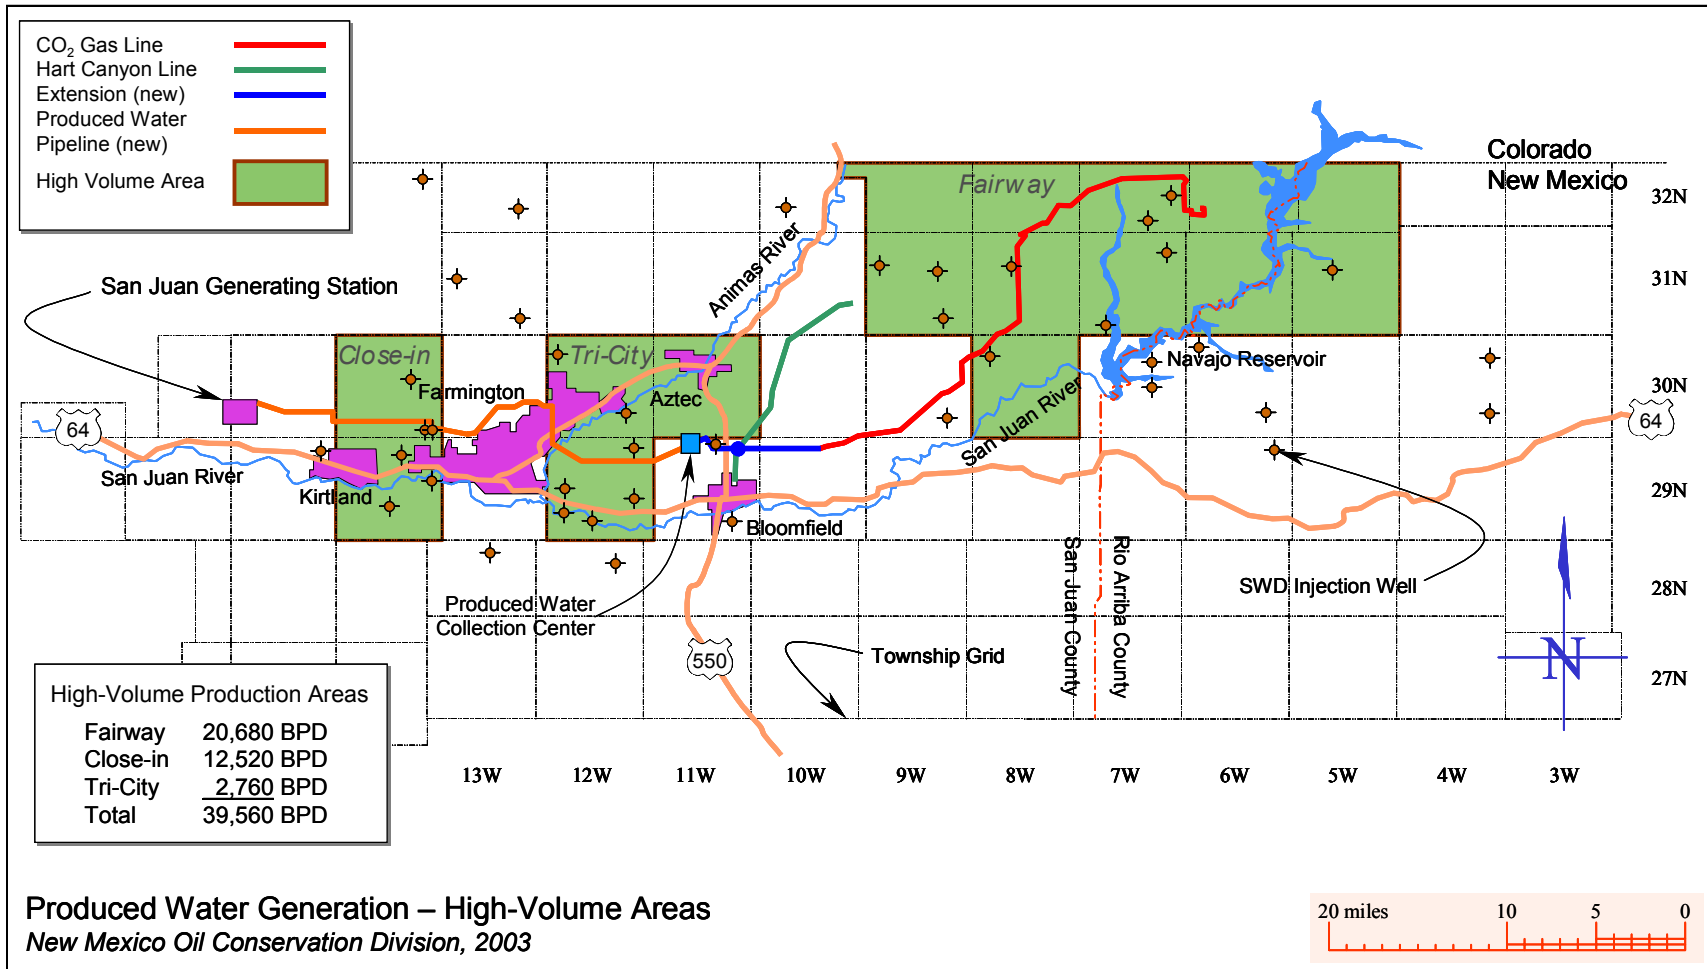 CO₂ Gas Line
Hart Canyon Line
Extension (new)
Produced Water
Pipeline (new)
High Volume Area
Colorado
New Mexico
Fairway
32N
31N
30N
29N
28N
27N
San Juan Generating Station
Animas River
Close-in
Tri-City
Farmington
Aztec
Navajo Reservoir
64
64
San Juan River
San Juan River
Kirtland
Bloomfield
Produced Water
Collection Center
San Juan County
Rio Arriba County
SWD Injection Well
550
Township Grid
N
High-Volume Production Areas
Fairway 20,680 BPD
Close-in 12,520 BPD
Tri-City 2,760 BPD
Total 39,560 BPD
13W 12W 11W 10W 9W 8W 7W 6W 5W 4W 3W
Produced Water Generation – High-Volume Areas
New Mexico Oil Conservation Division, 2003
20 miles 10 5 0